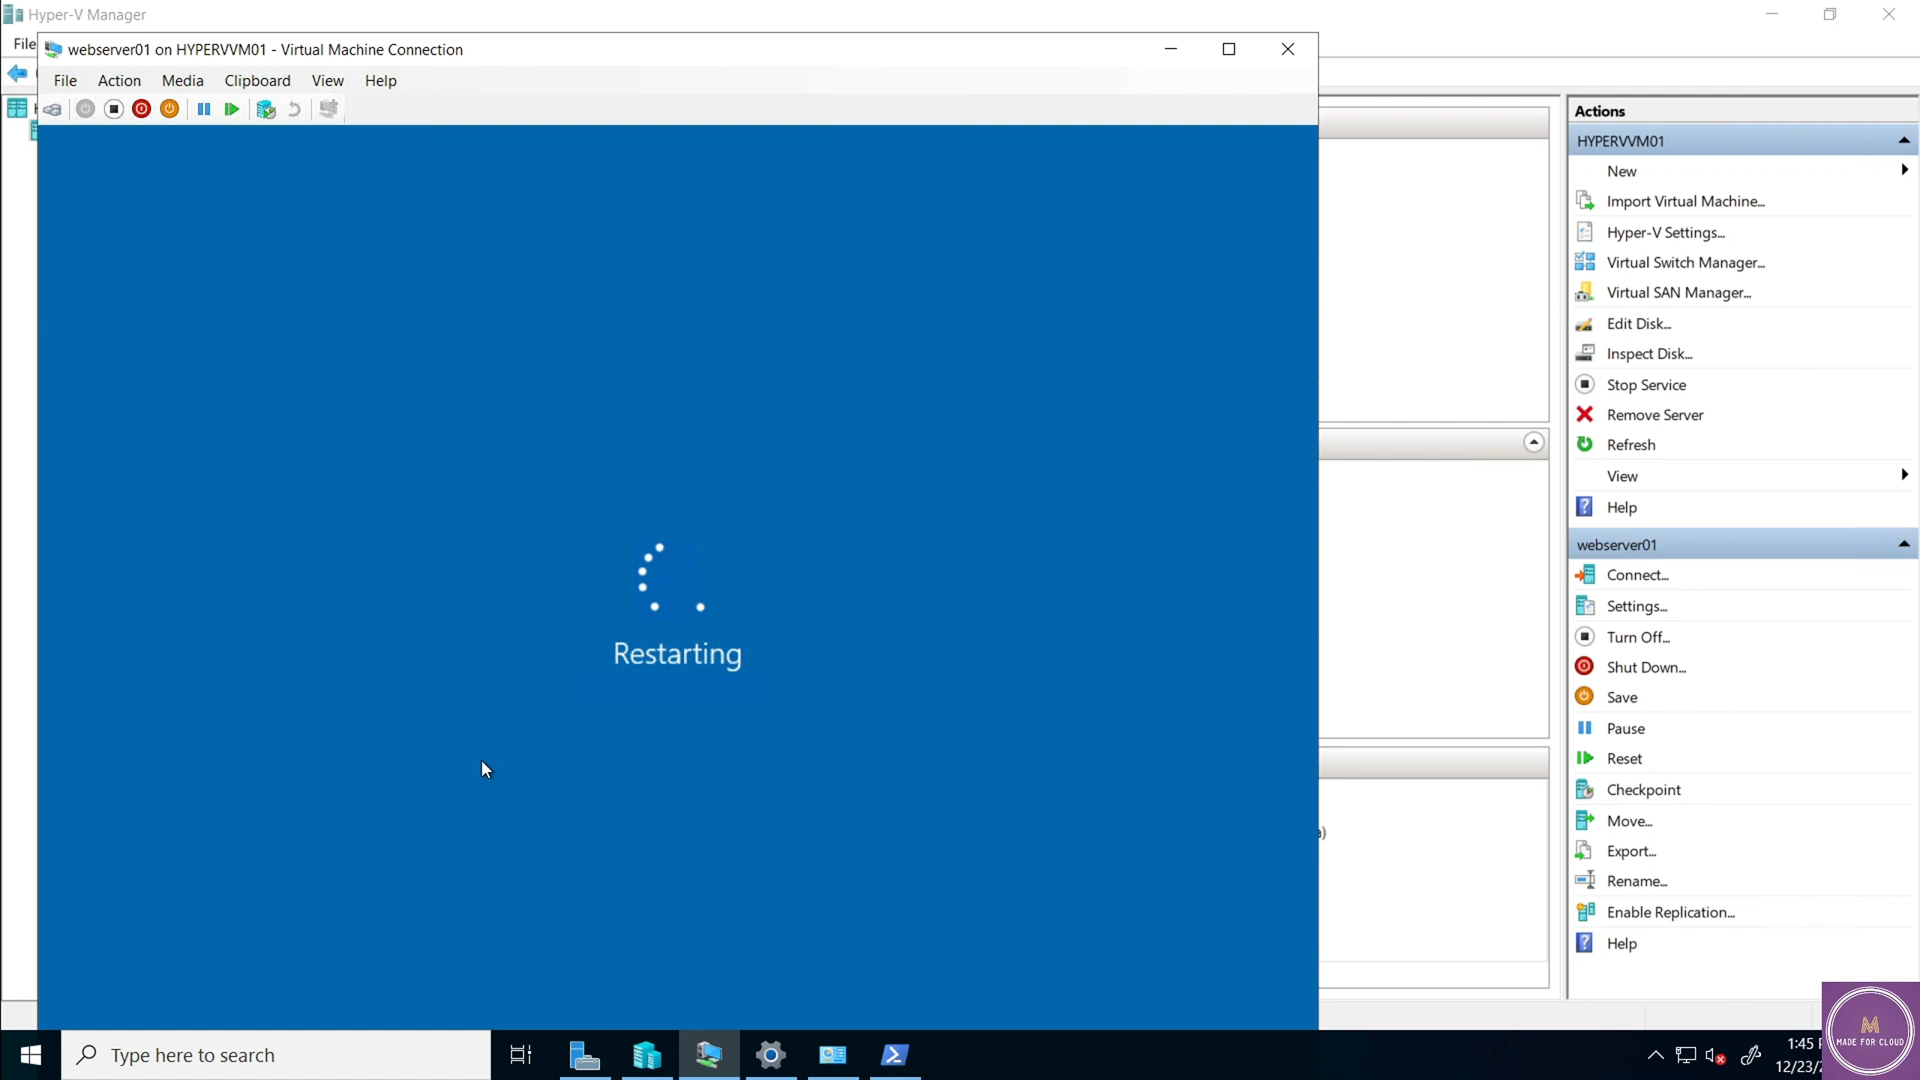 Hyper-V Manager
File
webserver01 on HYPERVVM01 - Virtual Machine Connection
File Action Media Clipboard View Help
Restarting
Actions
HYPERVVM01
New
Import Virtual Machine...
Hyper-V Settings...
Virtual Switch Manager...
Virtual SAN Manager...
Edit Disk...
Inspect Disk...
Stop Service
Remove Server
Refresh
View
Help
webserver01
Connect...
Settings...
Turn Off...
Shut Down...
Save
Pause
Reset
Checkpoint
Move...
Export...
Rename...
Enable Replication...
Help
Type here to search
1:45
12/23/
M
MADE FOR CLOUD